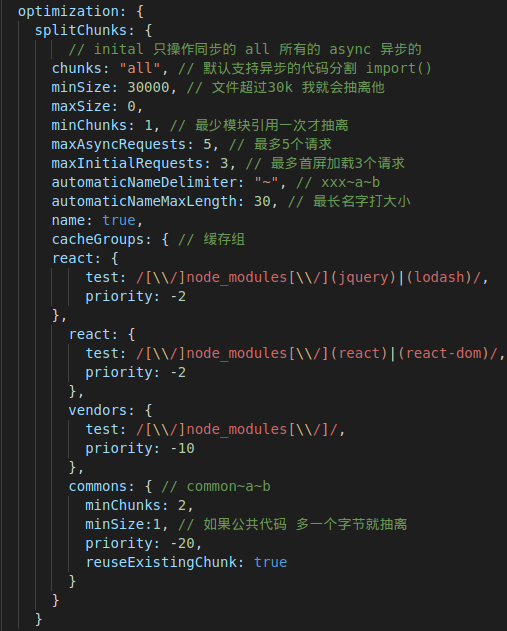 optimization: {
splitChunks: {
// inital 只操作同步的 all 所有的 async 异步的
chunks: "all", // 默认支持异步的代码分割 import()
minSize: 30000, // 文件超过30k 我就会抽离他
maxSize: 0,
minChunks: 1, // 最少模块引用一次才抽离
maxAsyncRequests: 5, // 最多5个请求
maxInitialRequests: 3, // 最多首屏加载3个请求
automaticNameDelimiter: "~", // xxx~a~b
automaticNameMaxLength: 30, // 最长名字打大小
name: true,
cacheGroups: { // 缓存组
react: {
test: /[\\/]node_modules[\\/](jquery)|(lodash)/,
priority: -2
},
react: {
test: /[\\/]node_modules[\\/](react)|(react-dom)/,
priority: -2
},
vendors: {
test: /[\\/]node_modules[\\/]/,
priority: -10
},
commons: { // common~a~b
minChunks: 2,
minSize:1, // 如果公共代码 多一个字节就抽离
priority: -20,
reuseExistingChunk: true
}
}
}